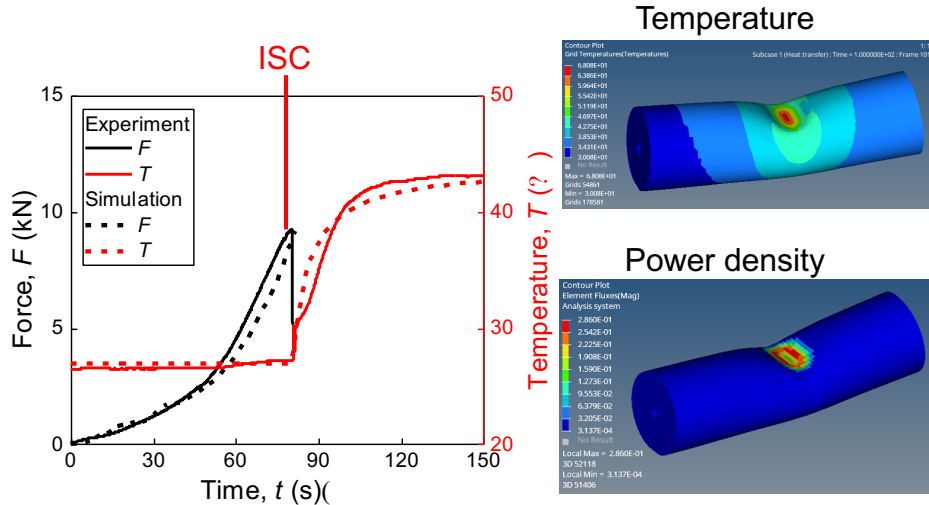 ISC
15
10
5
0
0
30
60
90
120
150
50
40
30
20
Force, F (kN)
Time, t (s)(
Temperature, T (?
Experiment
F
T
Simulation
F
T
Temperature
Contour Plot
Grid Temperatures(Temperatures)
1: 1
Subcase 1 (Heat transfer) : Time = 1.000000E+02 : Frame 101
6.808E+01
6.386E+01
5.964E+01
5.542E+01
5.119E+01
4.697E+01
4.275E+01
3.853E+01
3.431E+01
3.008E+01
No Result
Max = 6.808E+01
Grids 54861
Min = 3.008E+01
Grids 178581
Power density
Contour Plot
Element Fluxes(Mag)
Analysis system
2.860E-01
2.542E-01
2.225E-01
1.908E-01
1.590E-01
1.273E-01
9.553E-02
6.379E-02
3.205E-02
3.137E-04
No Result
Local Max = 2.860E-01
3D 52118
Local Min = 3.137E-04
3D 51406